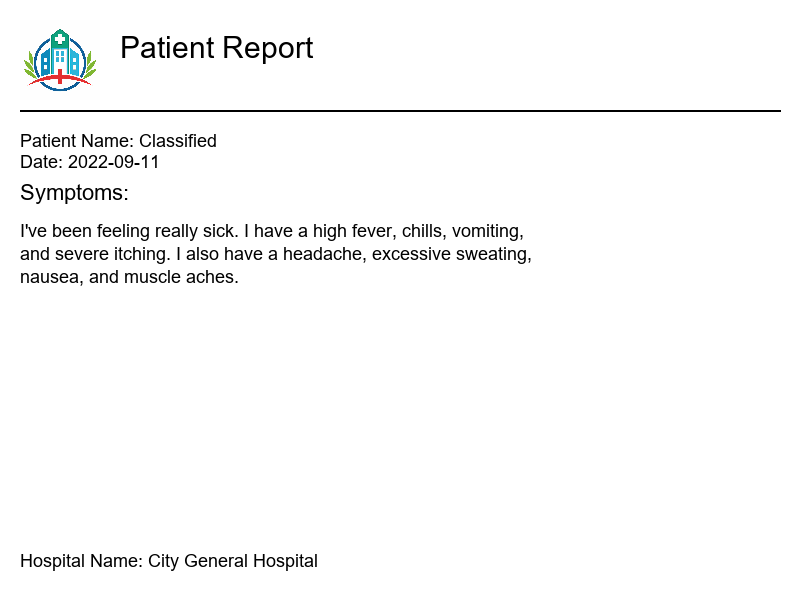 Patient Report
Patient Name: Classified
Date: 2022-09-11
Symptoms:
I've been feeling really sick. I have a high fever, chills, vomiting,
and severe itching. I also have a headache, excessive sweating,
nausea, and muscle aches.
Hospital Name: City General Hospital